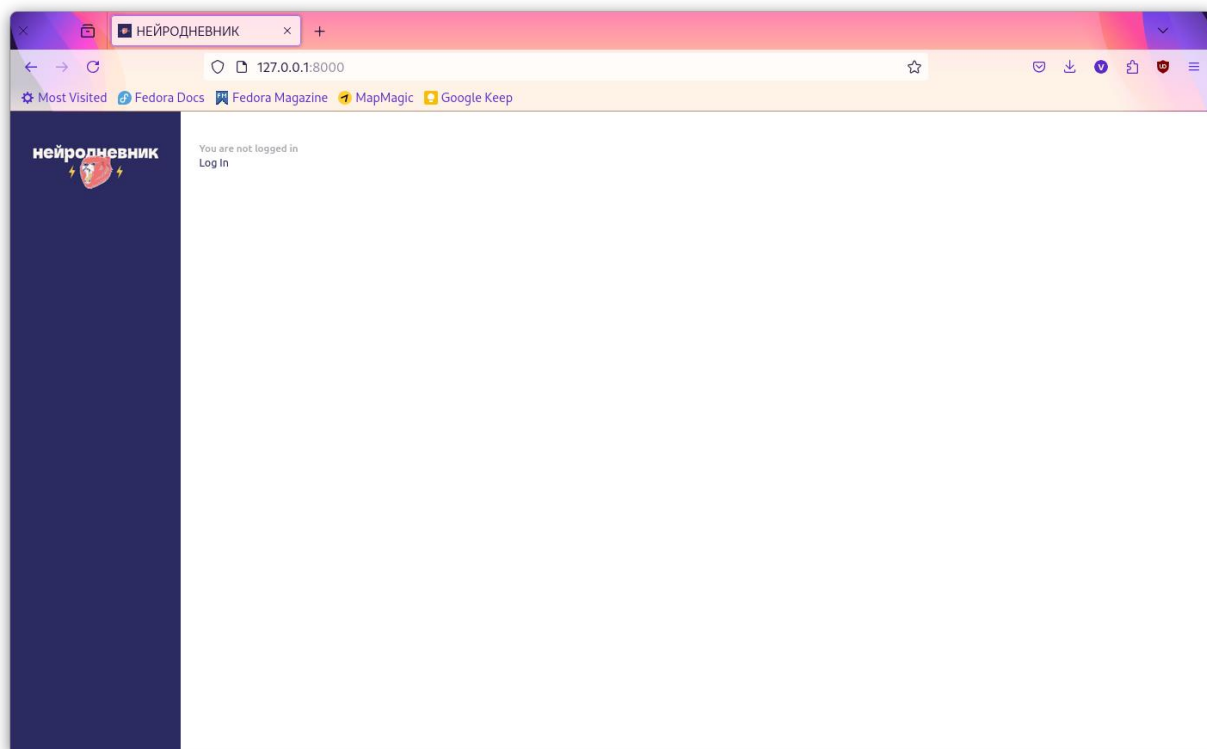 НЕЙРОДНЕВНИК
127.0.0.1:8000
Most Visited Fedora Docs Fedora Magazine MapMagic Google Keep
нейродневник
You are not logged in
Log In